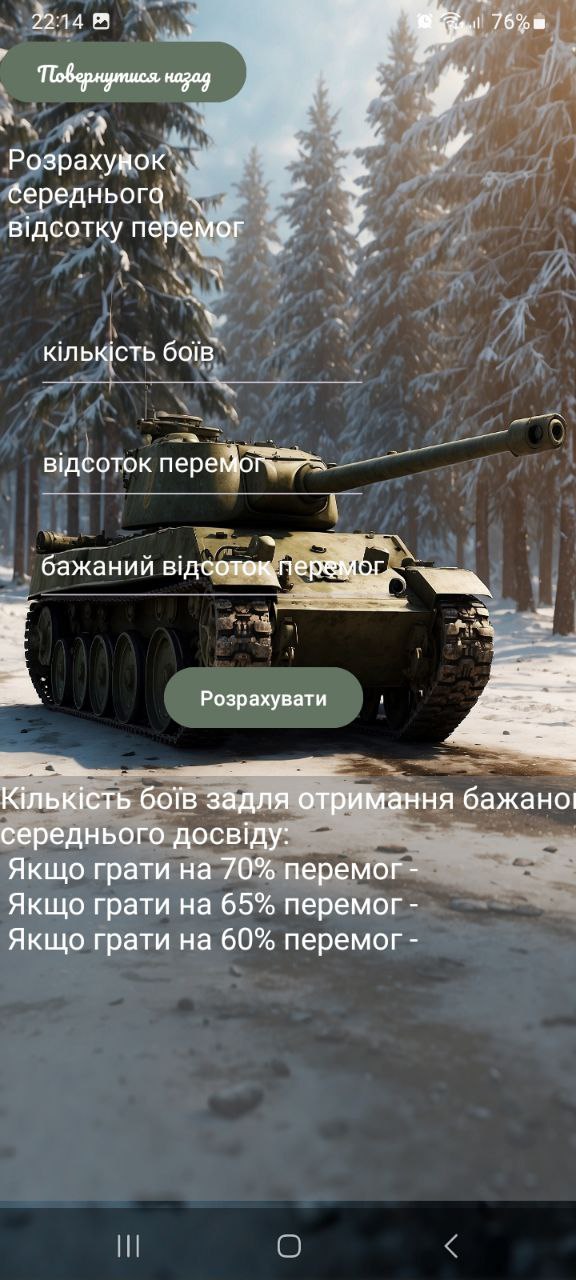 22:14
76%
Повернутися назад
Розрахунок
середнього
відсотку перемог
кількість боїв
відсоток перемог
бажаний відсоток перемог
Розрахувати
Кількість боїв задля отримання
середнього досвіду:
Якщо грати на 70% перемог -
Якщо грати на 65% перемог -
Якщо грати на 60% перемог -